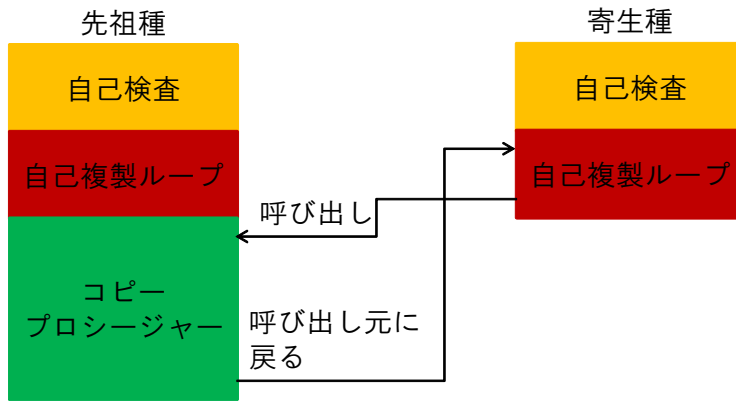 先祖種
自己検査
自己複製ループ
コピー
プロシージャー
呼び出し
呼び出し元に
戻る
寄生種
自己検査
自己複製ループ